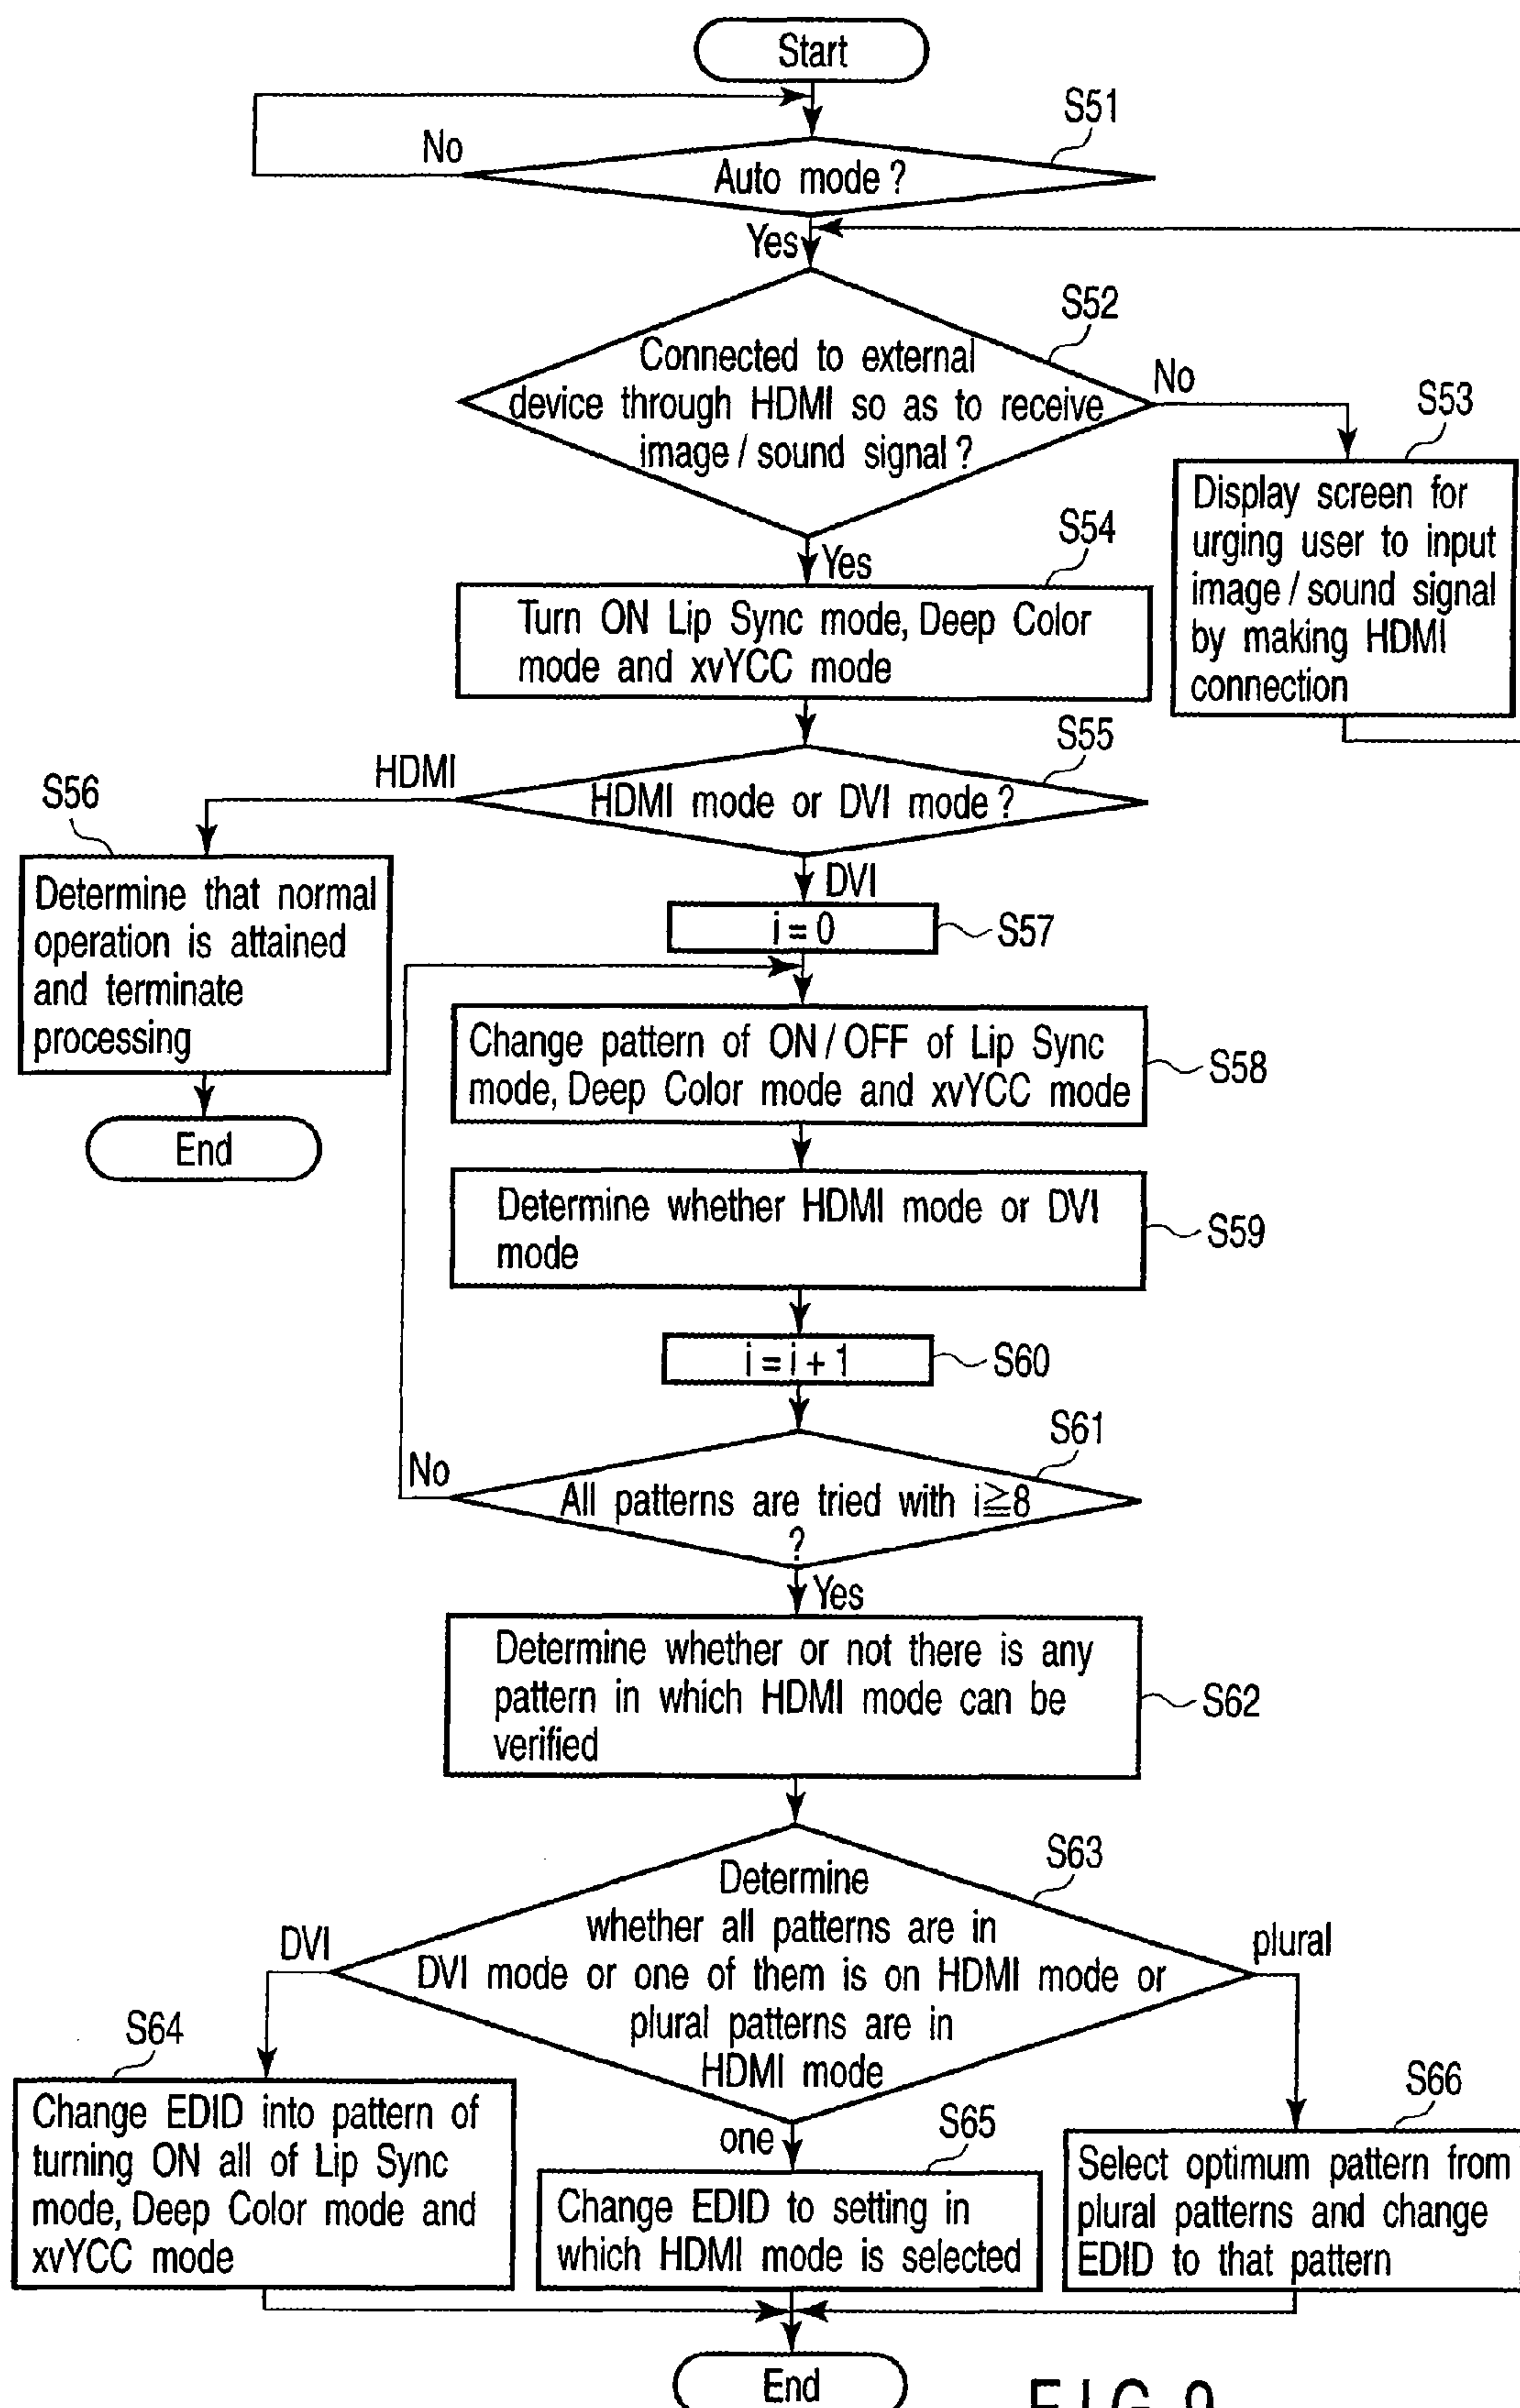 Start
S51
No
Auto mode ?
Yes
S52
Connected to external
device through HDMI so as to receive
image / sound signal ?
No
S53
Display screen for
urging user to input
image / sound signal
by making HDMI
connection
S54
Yes
Turn ON Lip Sync mode, Deep Color
mode and xvYCC mode
S55
HDMI
HDMI mode or DVI mode ?
S56
Determine that normal
operation is attained
and terminate
processing
End
DVI
i = 0
S57
Change pattern of ON / OFF of Lip Sync
mode, Deep Color mode and xvYCC mode
S58
Determine whether HDMI mode or DVI
mode
S59
i = i + 1
S60
S61
No
All patterns are tried with i≧8
?
Yes
Determine whether or not there is any
pattern in which HDMI mode can be
verified
S62
S63
Determine
whether all patterns are in
DVI mode or one of them is on HDMI mode or
plural patterns are in
HDMI mode
DVI
plural
one
S64
Change EDID into pattern of
turning ON all of Lip Sync
mode, Deep Color mode and
xvYCC mode
S65
Change EDID to setting in
which HDMI mode is selected
S66
Select optimum pattern from
plural patterns and change
EDID to that pattern
End
FIG. 9